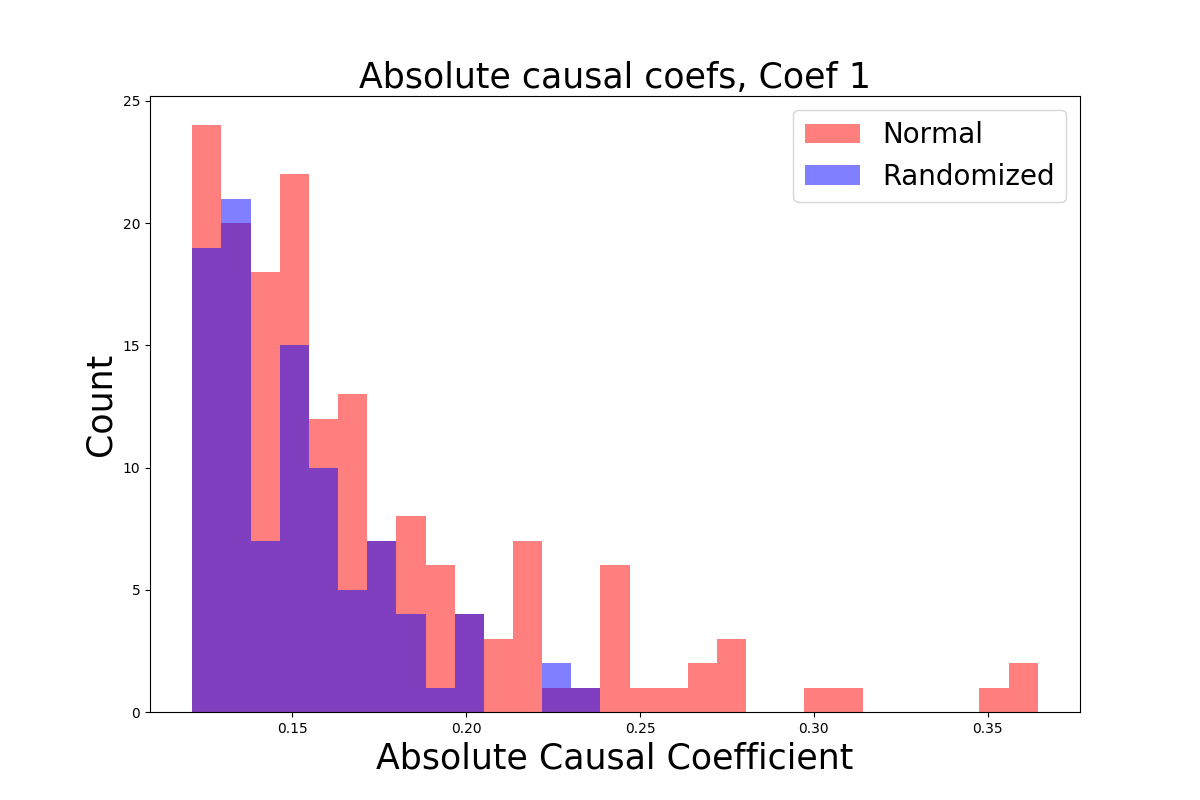 Absolute causal coefs, Coef 1
Normal
Randomized
Count
25
20
15
10
5
0
0.15
0.20
0.25
0.30
0.35
Absolute Causal Coefficient